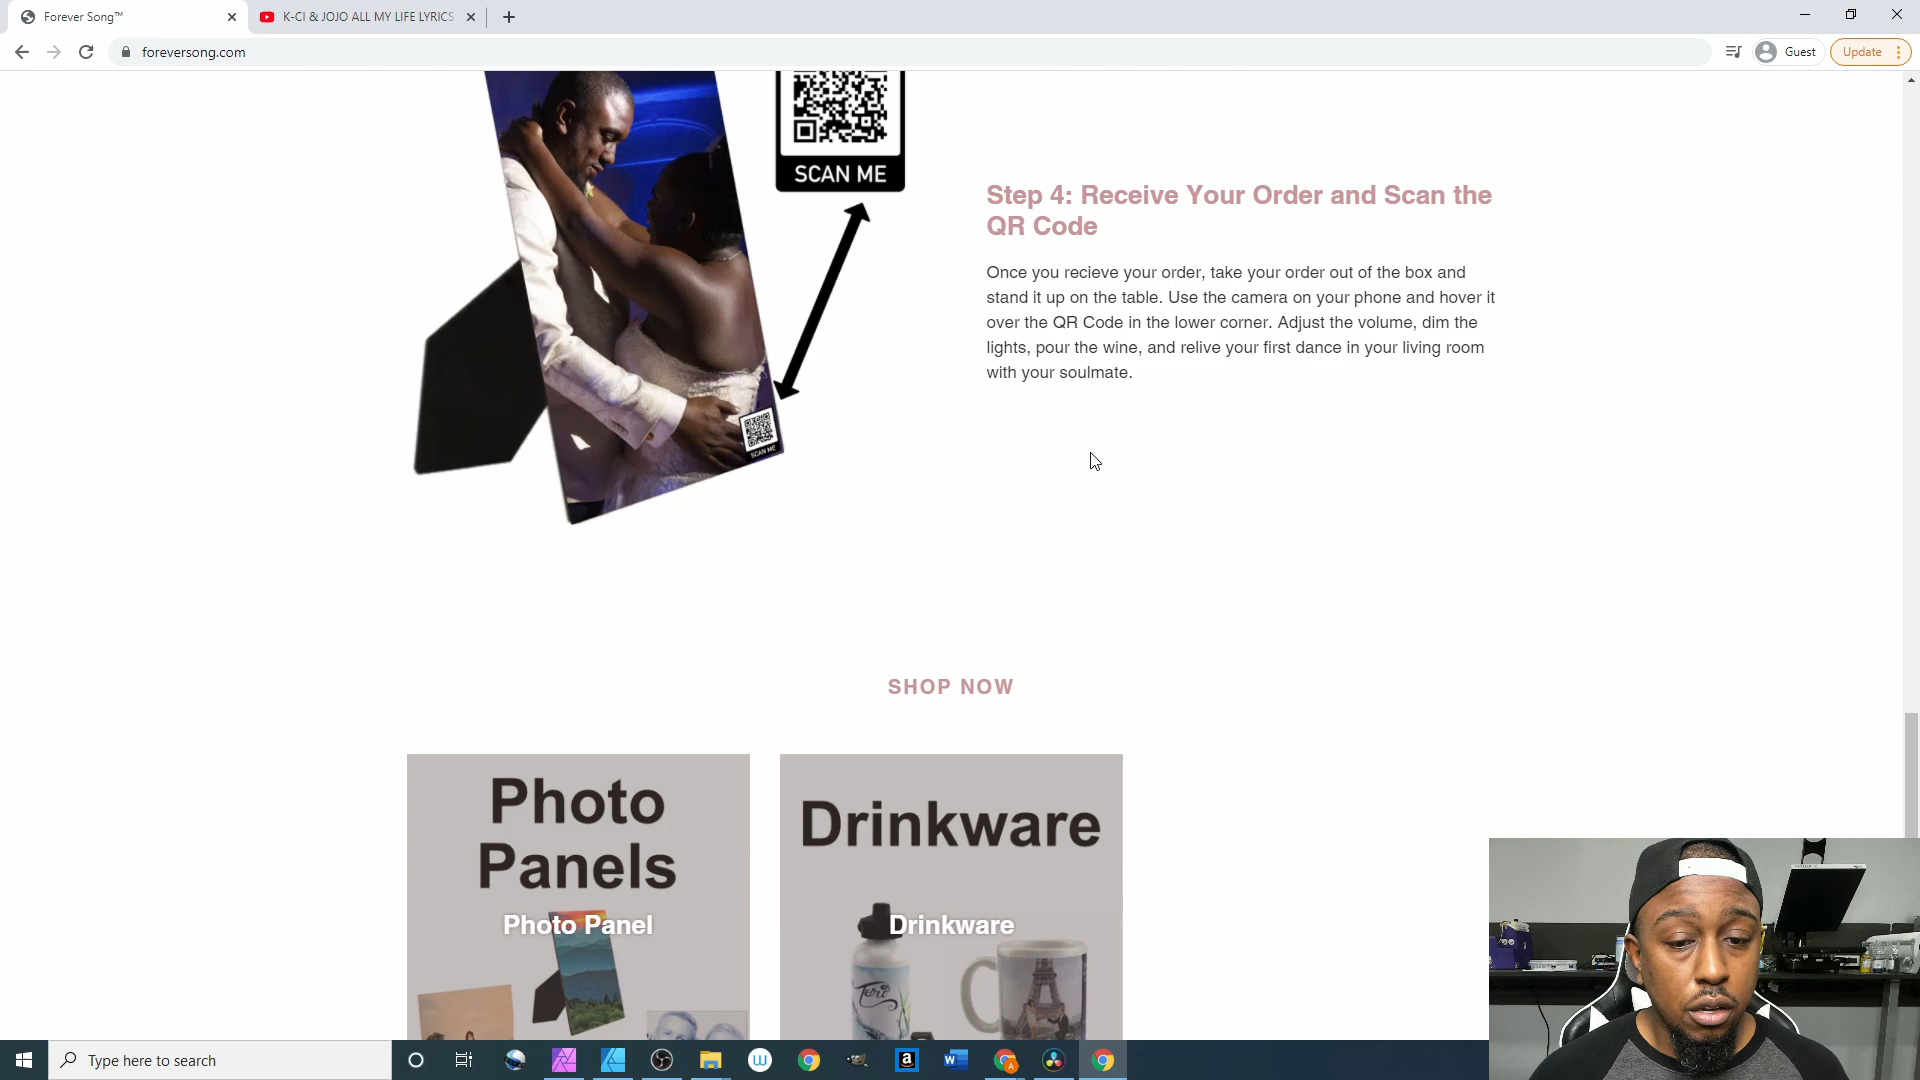 Forever Song™
K-CI & JOJO ALL MY LIFE LYRICS
foreversong.com
Guest
Update
SCAN ME
Step 4: Receive Your Order and Scan the
QR Code
Once you recieve your order, take your order out of the box and
stand it up on the table. Use the camera on your phone and hover it
over the QR Code in the lower corner. Adjust the volume, dim the
lights, pour the wine, and relive your first dance in your living room
with your soulmate.
SCAN ME
SHOP NOW
Photo
Panels
Photo Panel
Drinkware
Drinkware
Tori
Type here to search